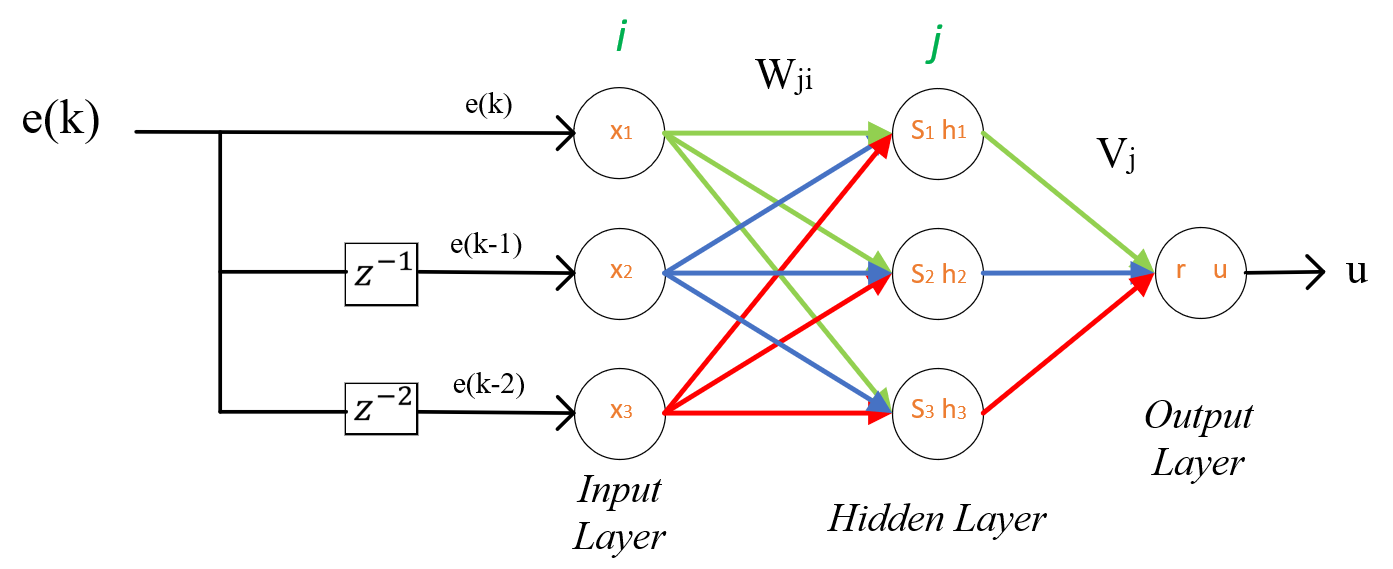 i
j
W_ji
e(k)
e(k)
x1
S1 h1
V_j
z^-1
e(k-1)
x2
S2 h2
r u
u
z^-2
e(k-2)
x3
S3 h3
Input
Layer
Hidden Layer
Output
Layer